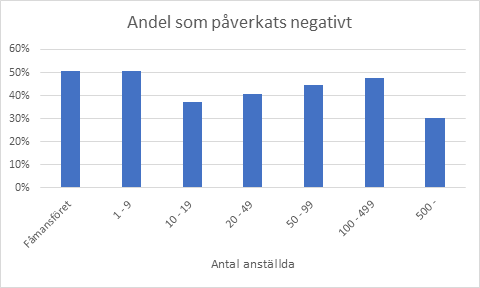 Andel som påverkats negativt
60%
50%
40%
30%
20%
10%
0%
Fåmansföret
1 - 9
10 - 19
20 - 49
50 - 99
100 - 499
500 -
Antal anställda